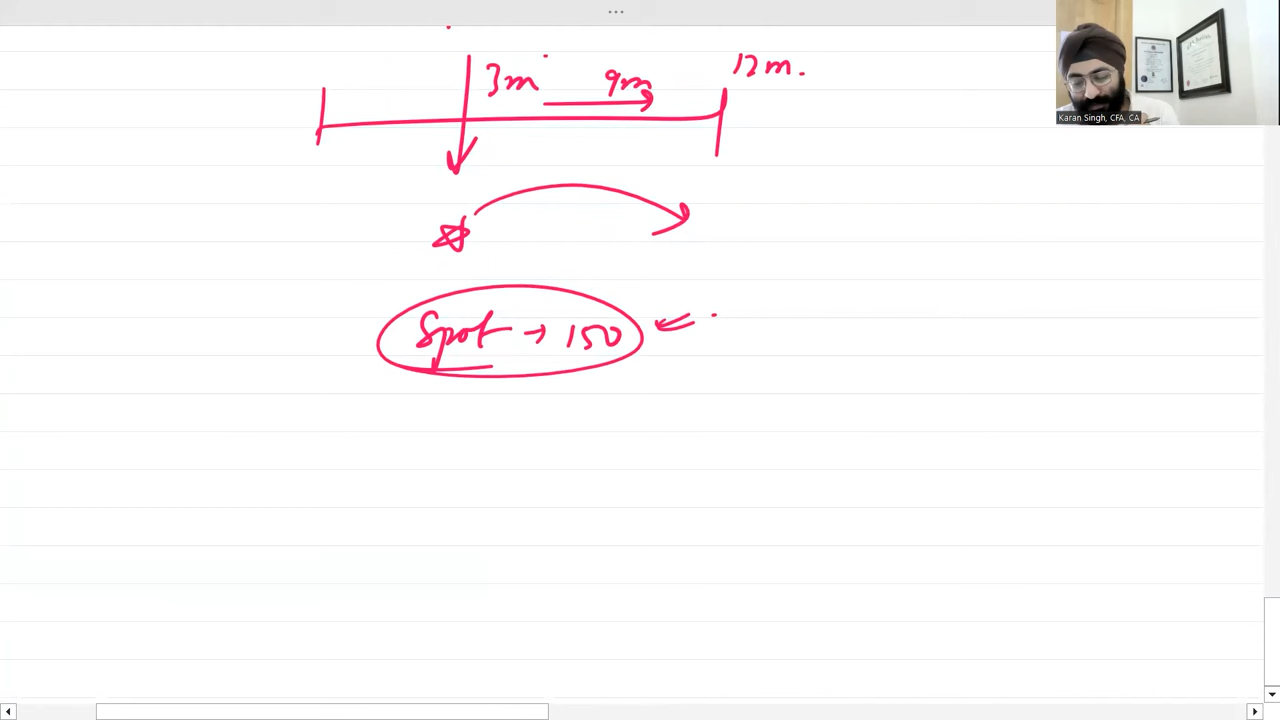 3m 9m 12m.
Spot → 150
Karan Singh, CFA, CA